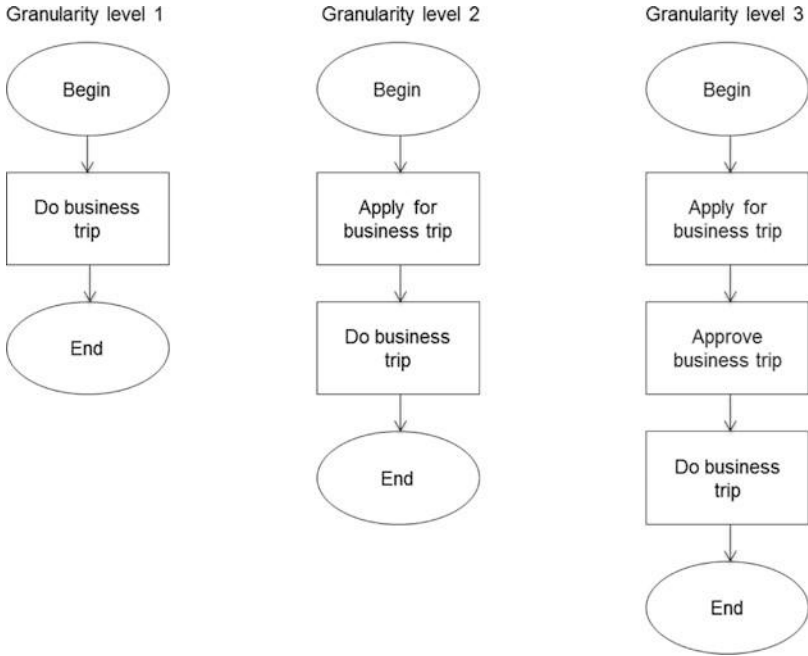 Granularity level 1
Begin
Do business
trip
End
Granularity level 2
Begin
Apply for
business trip
Do business
trip
End
Granularity level 3
Begin
Apply for
business trip
Approve
business trip
Do business
trip
End